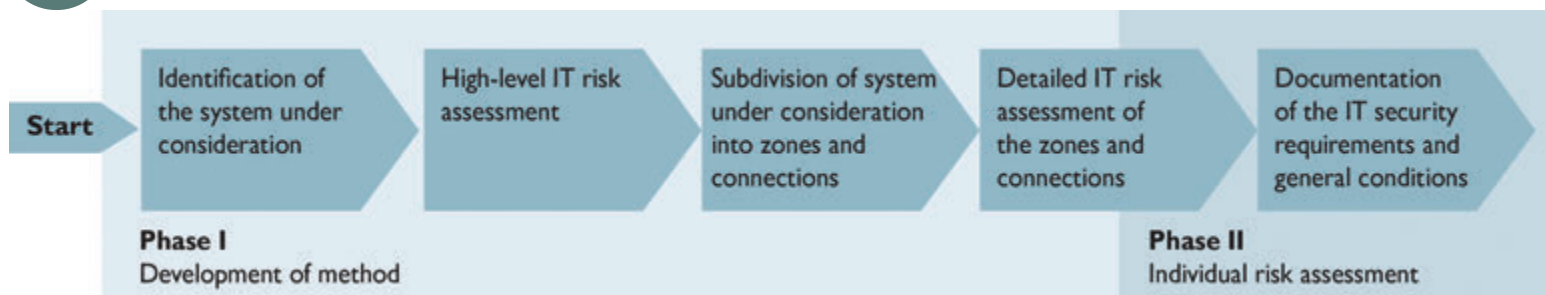 Start
Identification of
the system under
consideration
High-level IT risk
assessment
Subdivision of system
under consideration
into zones and
connections
Detailed IT risk
assessment of
the zones and
connections
Documentation
of the IT security
requirements and
general conditions
Phase I
Development of method
Phase II
Individual risk assessment